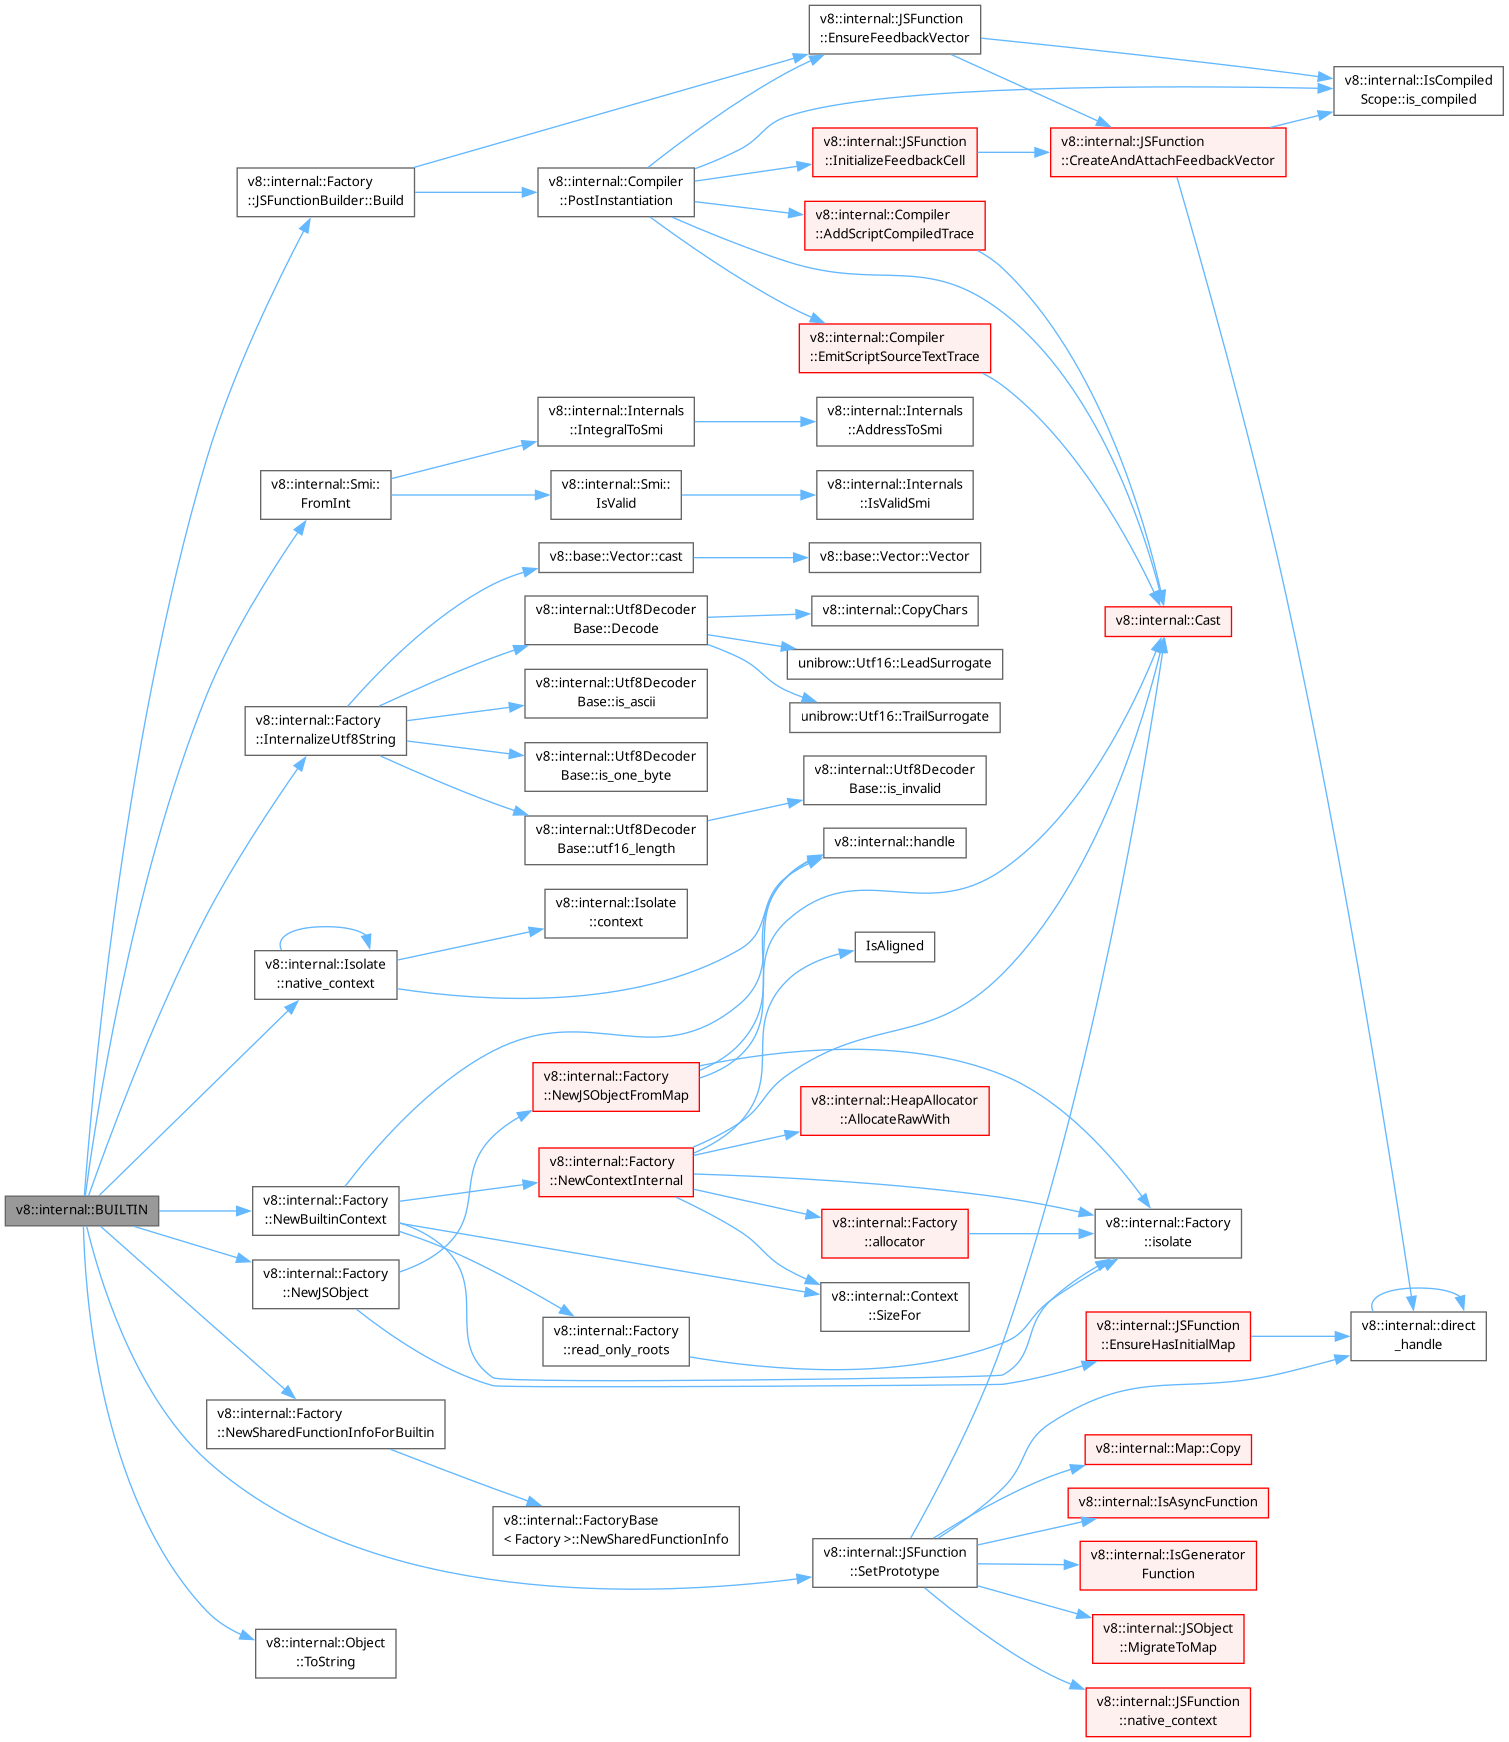 v8::internal::JSFunction
::EnsureFeedbackVector
v8::internal::IsCompiled
Scope::is_compiled
v8::internal::JSFunction
::InitializeFeedbackCell
v8::internal::JSFunction
::CreateAndAttachFeedbackVector
v8::internal::Factory
::JSFunctionBuilder::Build
v8::internal::Compiler
::PostInstantiation
v8::internal::Compiler
::AddScriptCompiledTrace
v8::internal::Compiler
::EmitScriptSourceTextTrace
v8::internal::Internals
::IntegralToSmi
v8::internal::Internals
::AddressToSmi
v8::internal::Smi::
FromInt
v8::internal::Smi::
IsValid
v8::internal::Internals
::IsValidSmi
v8::base::Vector::cast
v8::base::Vector::Vector
v8::internal::Utf8Decoder
Base::Decode
v8::internal::CopyChars
v8::internal::Cast
unibrow::Utf16::LeadSurrogate
v8::internal::Utf8Decoder
Base::is_ascii
unibrow::Utf16::TrailSurrogate
v8::internal::Factory
::InternalizeUtf8String
v8::internal::Utf8Decoder
Base::is_one_byte
v8::internal::Utf8Decoder
Base::is_invalid
v8::internal::Utf8Decoder
Base::utf16_length
v8::internal::handle
v8::internal::Isolate
::context
IsAligned
v8::internal::Isolate
::native_context
v8::internal::Factory
::NewJSObjectFromMap
v8::internal::HeapAllocator
::AllocateRawWith
v8::internal::Factory
::NewContextInternal
v8::internal::BUILTIN
v8::internal::Factory
::NewBuiltinContext
v8::internal::Factory
::allocator
v8::internal::Factory
::isolate
v8::internal::Factory
::NewJSObject
v8::internal::Context
::SizeFor
v8::internal::Factory
::read_only_roots
v8::internal::JSFunction
::EnsureHasInitialMap
v8::internal::direct
_handle
v8::internal::Factory
::NewSharedFunctionInfoForBuiltin
v8::internal::Map::Copy
v8::internal::IsAsyncFunction
v8::internal::FactoryBase
< Factory >::NewSharedFunctionInfo
v8::internal::JSFunction
::SetPrototype
v8::internal::IsGenerator
Function
v8::internal::JSObject
::MigrateToMap
v8::internal::Object
::ToString
v8::internal::JSFunction
::native_context